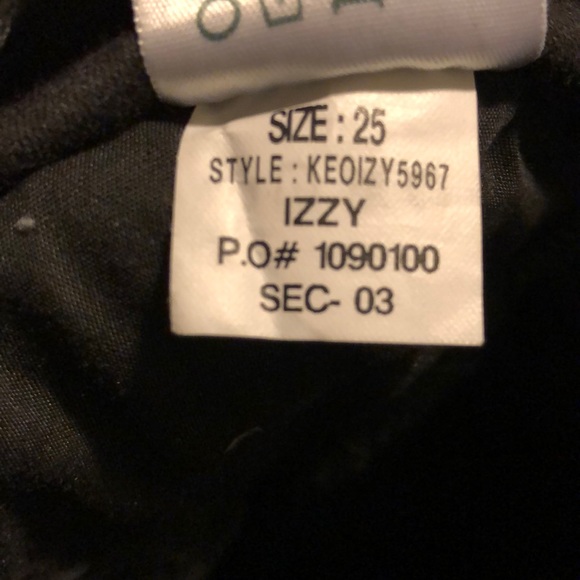 SIZE : 25
STYLE : KEOIZY5967
IZZY
P.O# 1090100
SEC- 03